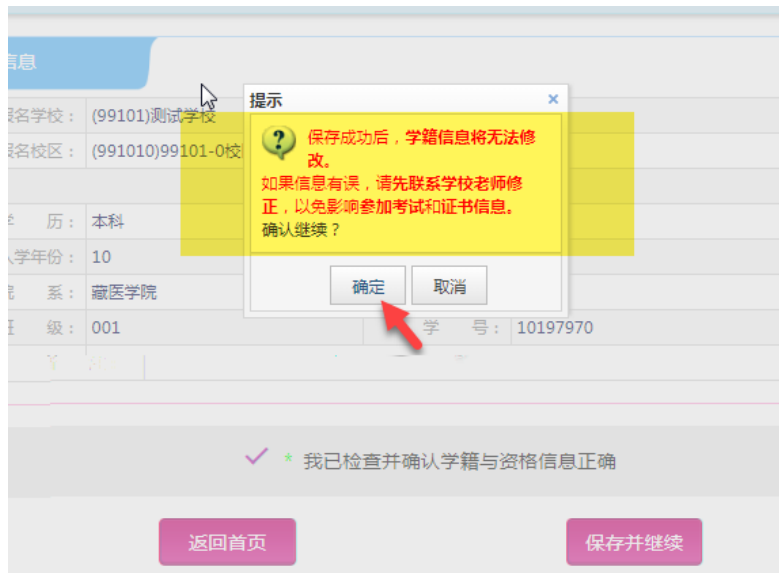 信息
提示
×
报名学校： (99101)测试学校
保存成功后，学籍信息将无法修
改。
报名校区： (991010)99101-0校
如果信息有误，请先联系学校老师修
正，以免影响参加考试和证书信息。
历： 本科
确认继续？
入学年份： 10
系： 藏医学院
确定 取消
级： 001 学 号： 10197970
* 我已检查并确认学籍与资格信息正确
返回首页 保存并继续